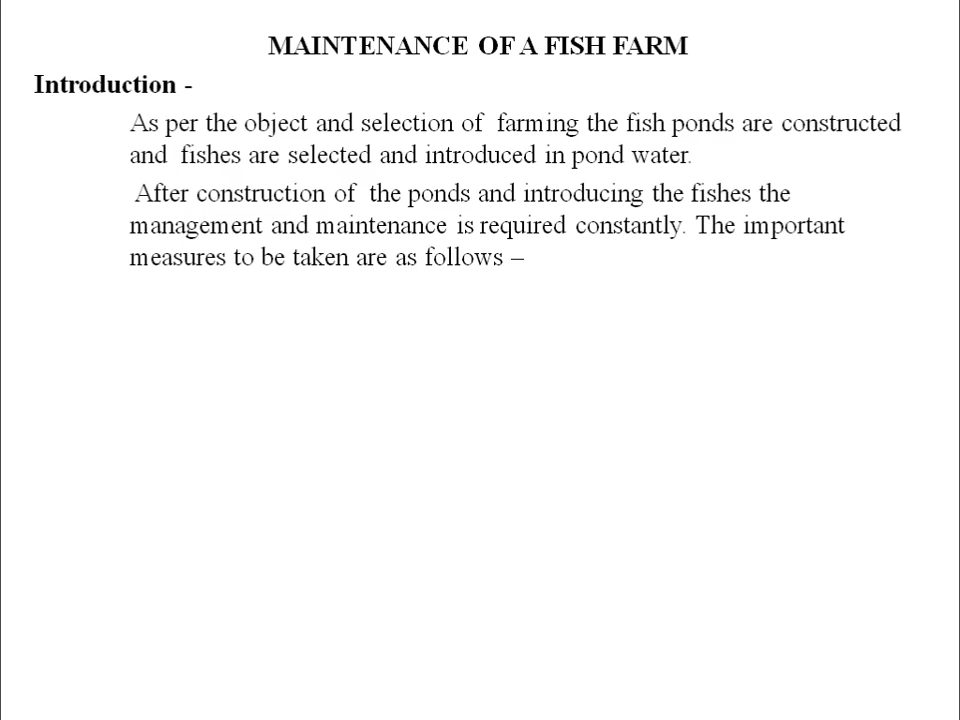 MAINTENANCE OF A FISH FARM
Introduction -
As per the object and selection of farming the fish ponds are constructed
and fishes are selected and introduced in pond water.
After construction of the ponds and introducing the fishes the
management and maintenance is required constantly. The important
measures to be taken are as follows –